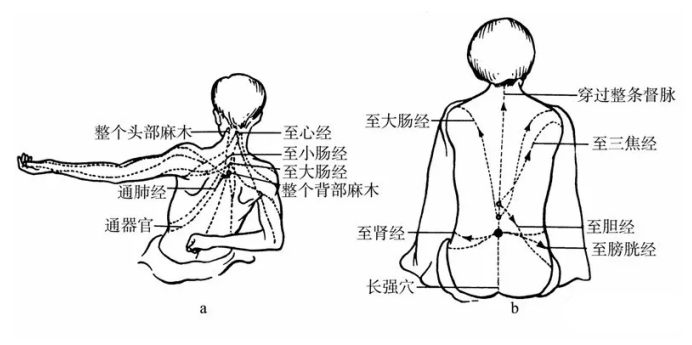 整个头部麻木
至心经
至小肠经
至大肠经
通肺经
整个背部麻木
通器官
a
穿过整条督脉
至大肠经
至三焦经
至肾经
至胆经
至膀胱经
长强穴
b